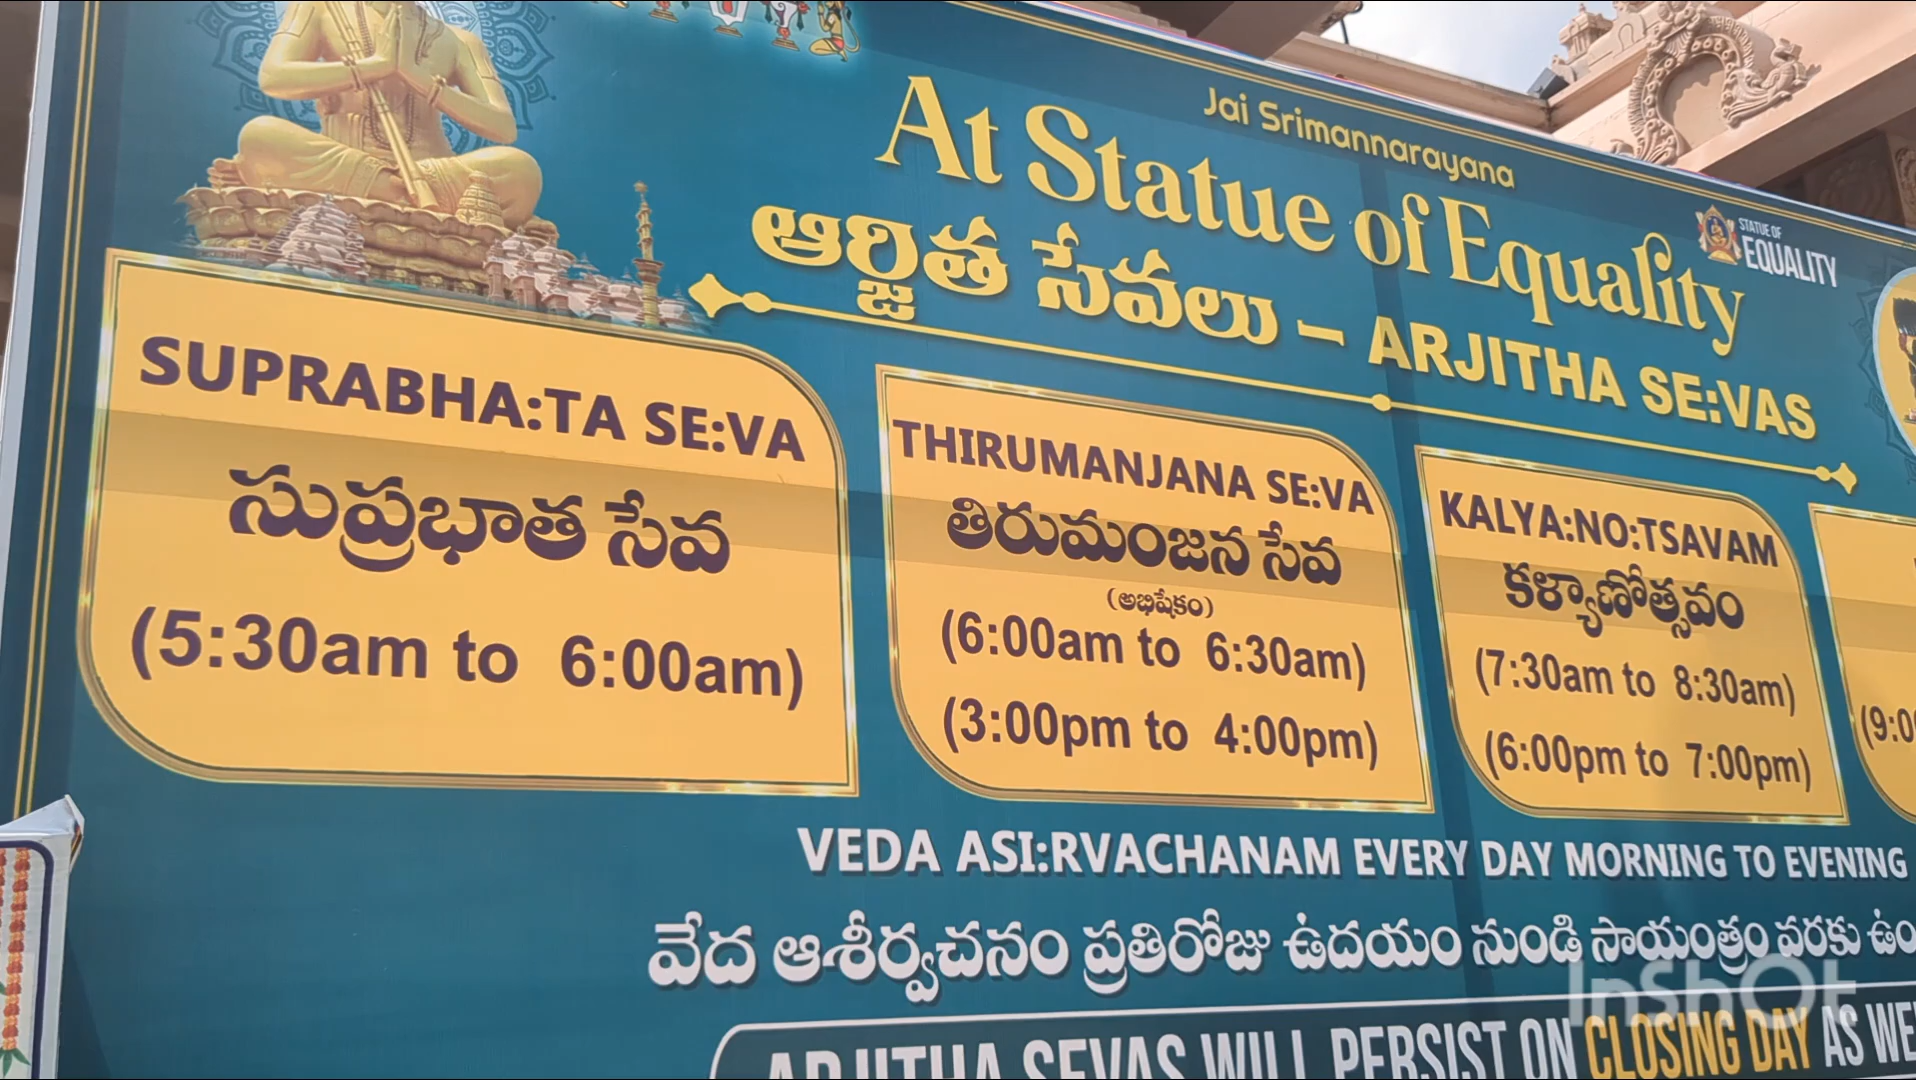 Jai Srimannarayana
At Statue of Equality
STATUE OF
EQUALITY
ఆర్జిత సేవలు – ARJITHA SE:VAS
SUPRABHA:TA SE:VA
సుప్రభాత సేవ
(5:30am to 6:00am)
THIRUMANJANA SE:VA
తిరుమంజన సేవ
(అభిషేకం)
(6:00am to 6:30am)
(3:00pm to 4:00pm)
KALYA:NO:TSAVAM
కళ్యాణోత్సవం
(7:30am to 8:30am)
(6:00pm to 7:00pm)
VEDA ASI:RVACHANAM EVERY DAY MORNING TO EVENING
వేద ఆశీర్వచనం ప్రతిరోజు ఉదయం నుండి సాయంత్రం వరకు
ARJITHA SEVAS WILL PERSIST ON CLOSING DAY AS
InShOt